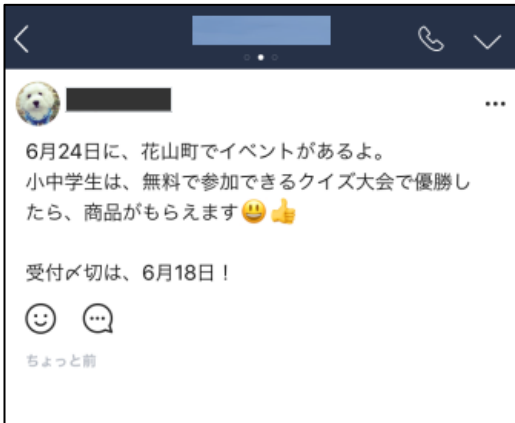 6月24日に、花山町でイベントがあるよ。
小中学生は、無料で参加できるクイズ大会で優勝し
たら、商品がもらえます😃👍
受付〆切は、6月18日！
ちょっと前